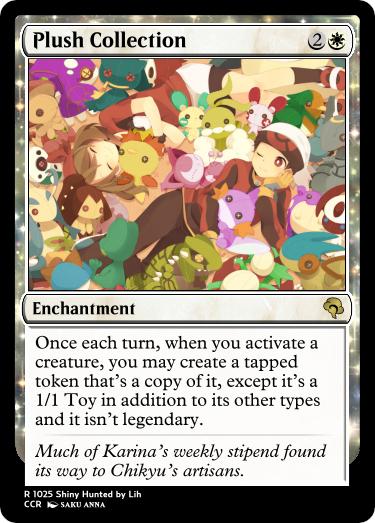 Plush Collection 2
Enchantment
Once each turn, when you activate a
creature, you may create a tapped
token that's a copy of it, except it's a
1/1 Toy in addition to its other types
and it isn't legendary.
Much of Karina's weekly stipend found
its way to Chikyu's artisans.
R 1025 Shiny Hunted by Lih
CCR SAKU ANNA